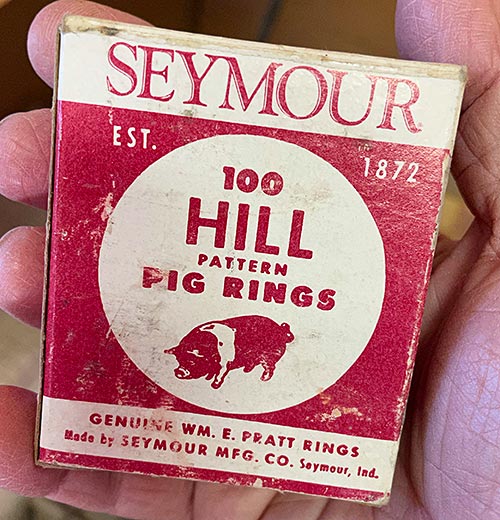 SEYMOUR
EST. 1872
100
HILL
PATTERN
PIG RINGS
GENUINE WM. E. PRATT RINGS
Made by SEYMOUR MFG. CO. Seymour, Ind.